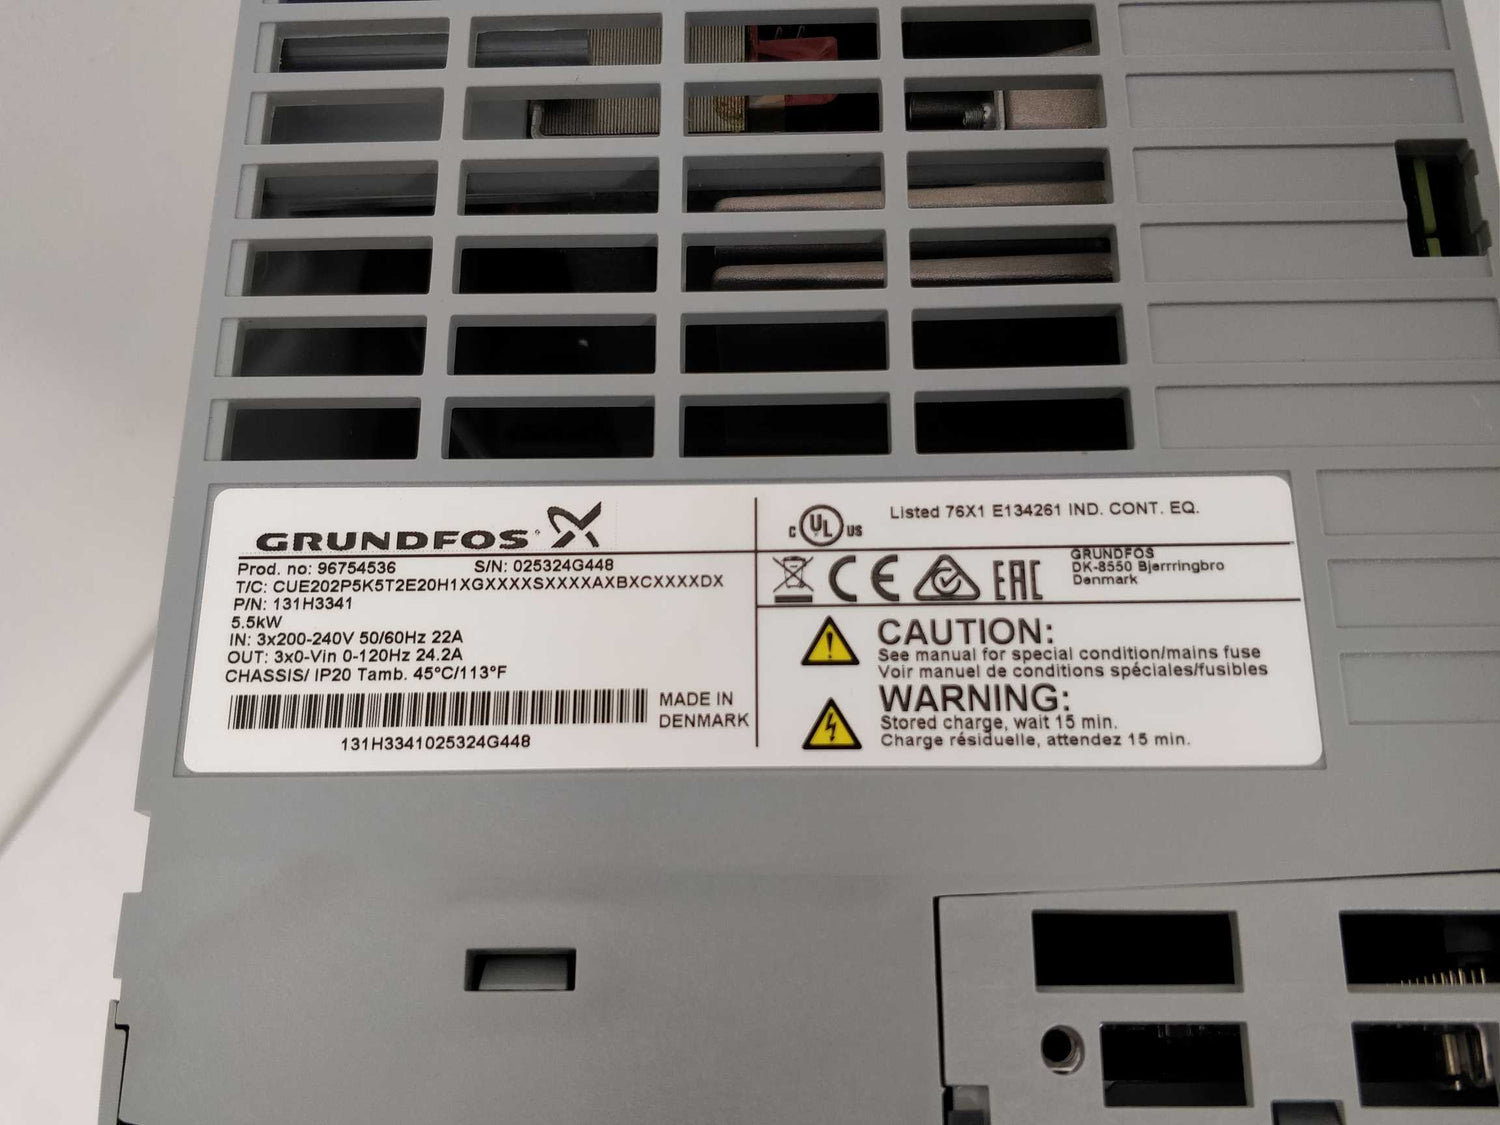 GRUNDFOS
Prod. no: 96754536 S/N: 025324G448
T/C: CUE202P5K5T2E20H1XGXXXXSXXXXAXBXCXXXXDX
P/N: 131H3341
5.5kW
IN: 3x200-240V 50/60Hz 22A
OUT: 3x0-Vin 0-120Hz 24.2A
CHASSIS/ IP20 Tamb. 45°C/113°F
MADE IN
DENMARK
131H3341025324G448
C UL US
Listed 76X1 E134261 IND. CONT. EQ.
CE EAC
GRUNDFOS
DK-8550 Bjerrringbro
Denmark
CAUTION:
See manual for special condition/mains fuse
Voir manuel de conditions spéciales/fusibles
WARNING:
Stored charge, wait 15 min.
Charge résiduelle, attendez 15 min.